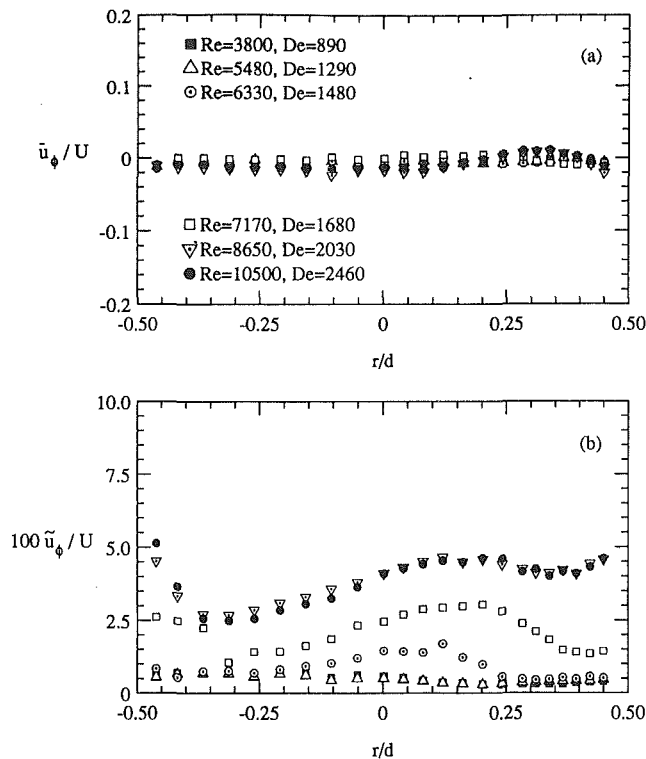 0.2
(a)
■ Re=3800, De=890
△ Re=5480, De=1290
⊙ Re=6330, De=1480
0.1
ū_ϕ / U
0
□ Re=7170, De=1680
▽ Re=8650, De=2030
● Re=10500, De=2460
-0.1
-0.2
-0.50 -0.25 0 0.25 0.50
r/d
10.0
(b)
7.5
100 ũ_ϕ / U
5.0
2.5
0
-0.50 -0.25 0 0.25 0.50
r/d